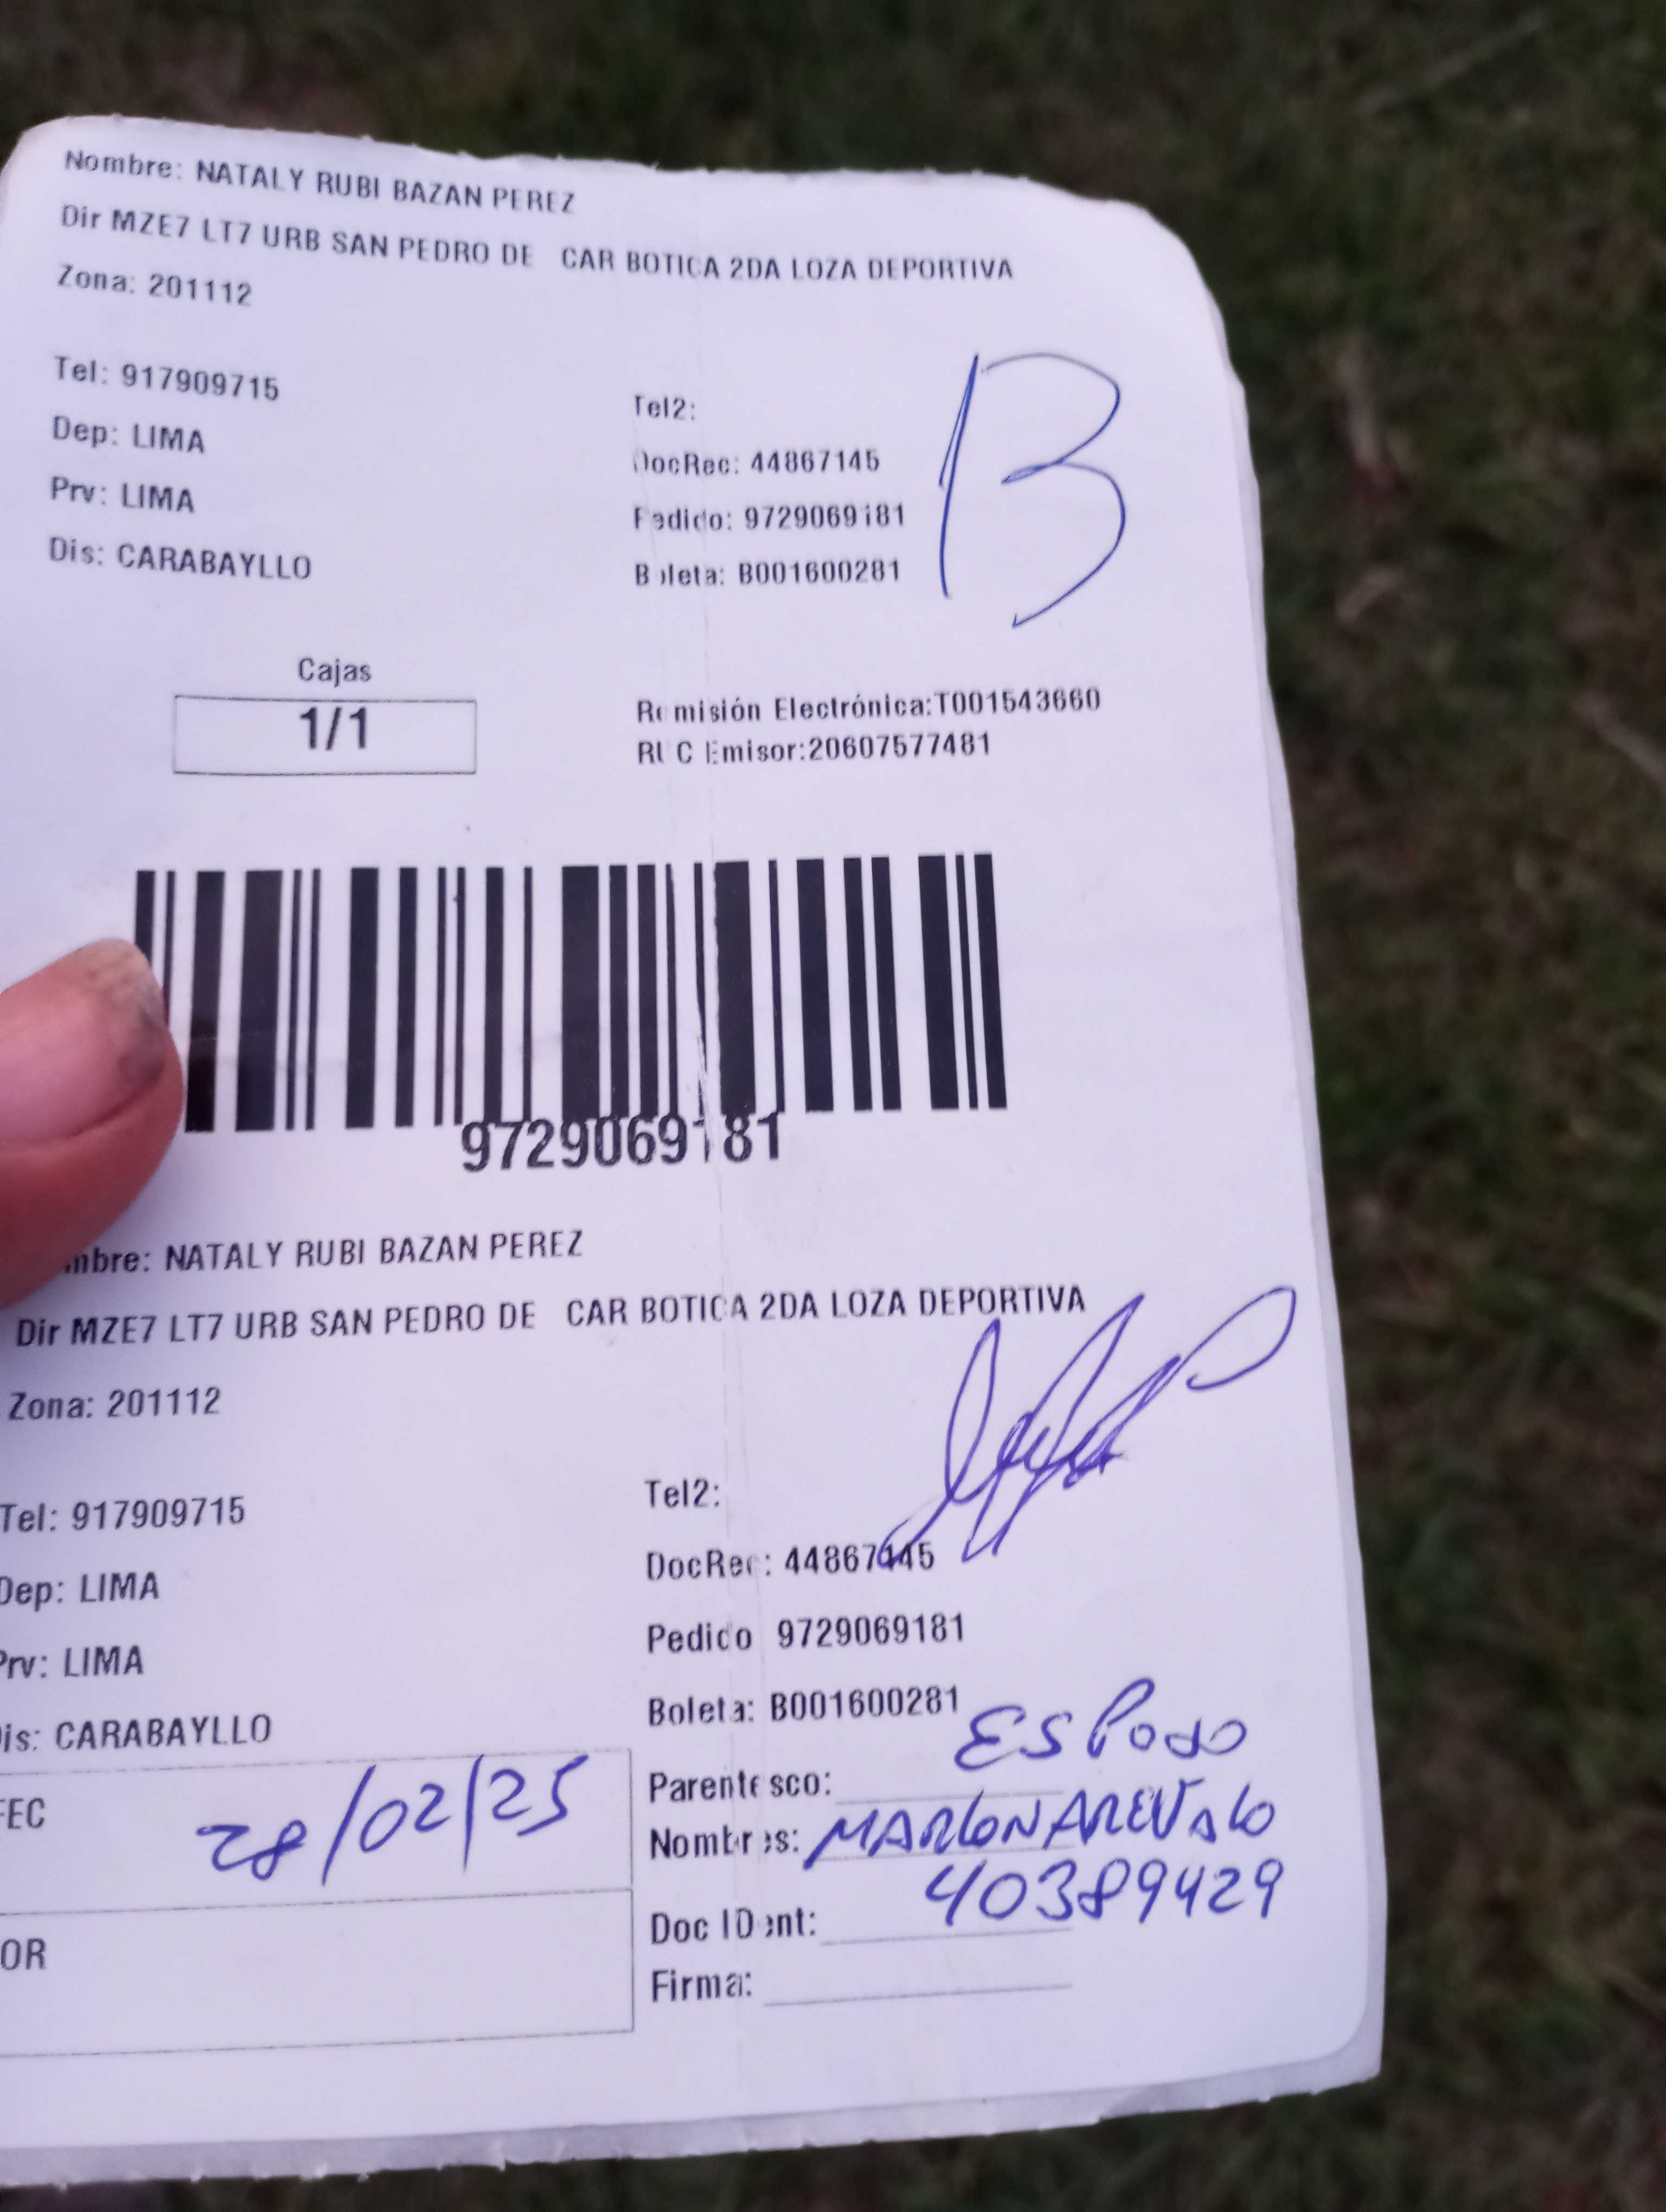 Nombre: NATALY RUBI BAZAN PEREZ
Dir MZE7 LT7 URB SAN PEDRO DE CAR BOTICA 2DA LOZA DEPORTIVA
Zona: 201112
Tel: 917909715
Tel2:
Dep: LIMA
DocRec: 44867145
Prv: LIMA
Pedido: 9729069181
Dis: CARABAYLLO
Boleta: B001600281
13
Cajas
1/1
Remisión Electrónica:T001543660
RUC Emisor:20607577481
9729069181
mbre: NATALY RUBI BAZAN PEREZ
Dir MZE7 LT7 URB SAN PEDRO DE CAR BOTICA 2DA LOZA DEPORTIVA
Zona: 201112
Tel: 917909715
Tel2:
Dep: LIMA
DocRec: 44867145
Prv: LIMA
Pedido 9729069181
is: CARABAYLLO
Boleta: B001600281
FEC 28/02/25
Parentesco: ESPOSO
Nombres: MARLON AREVALO
Doc IDent: 40389429
OR
Firma: